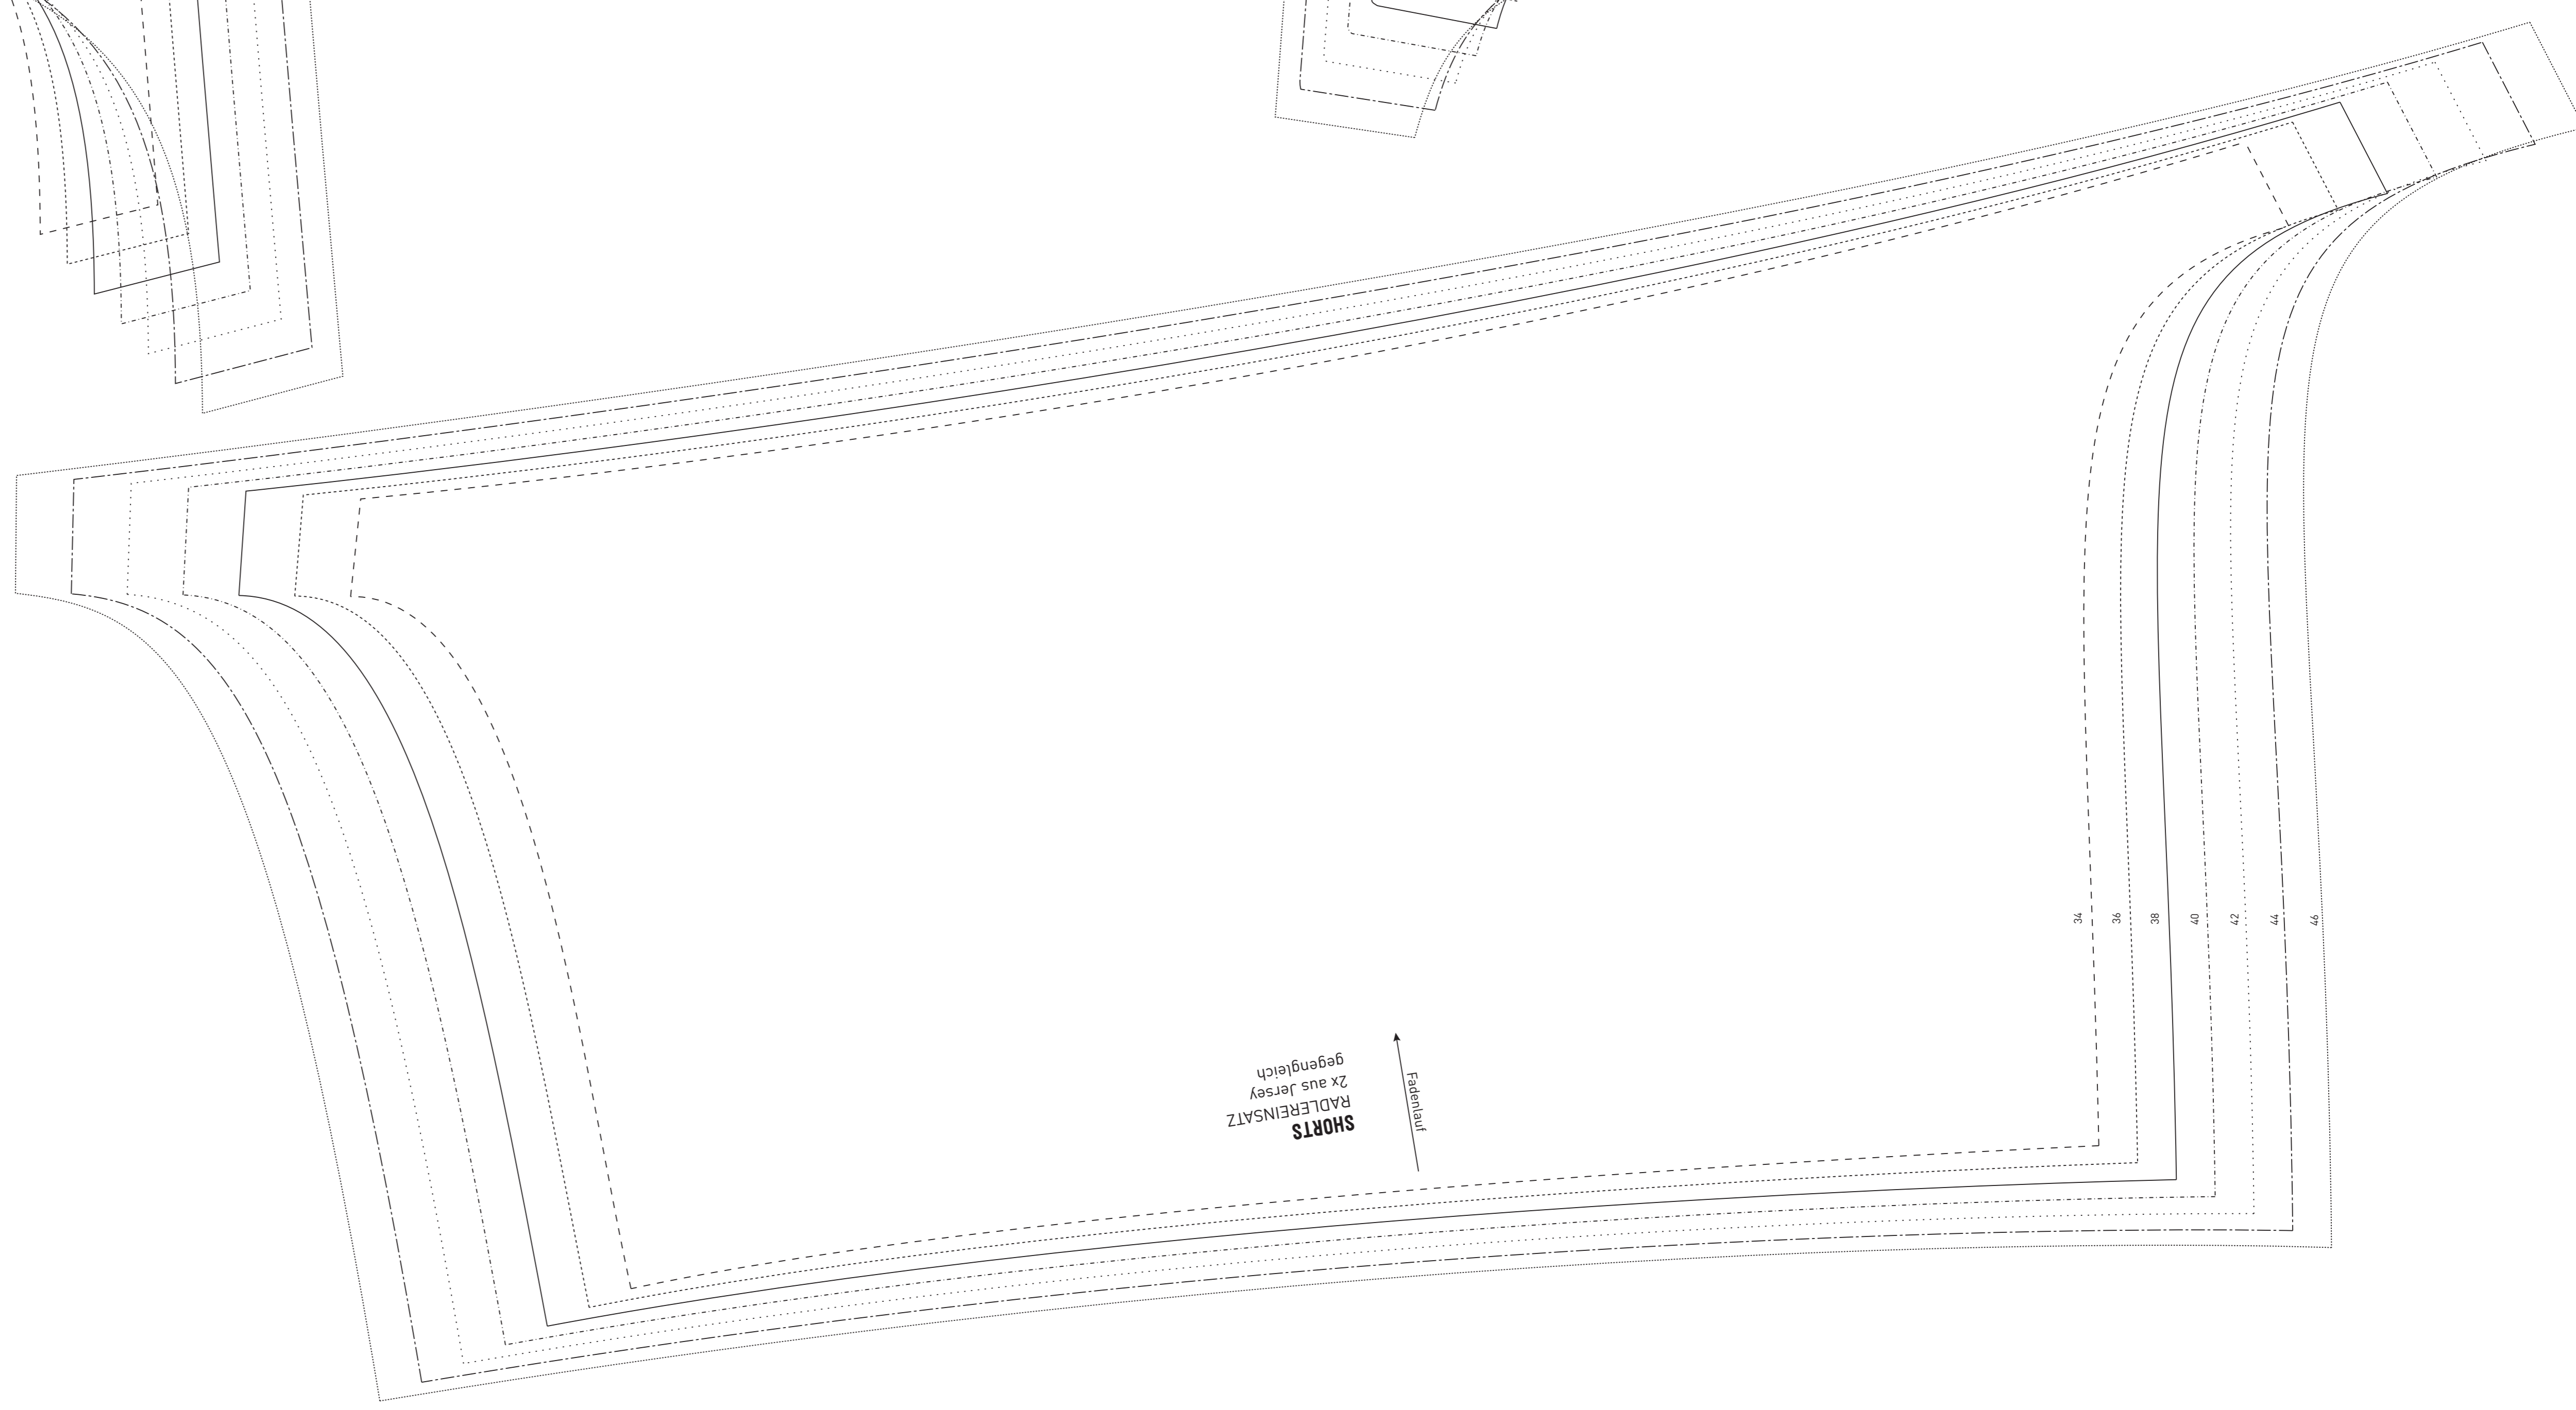 SHORTS
RADLEREINSATZ
2x aus Jersey
gegengleich
Fadenlauf
34
36
38
40
42
44
46